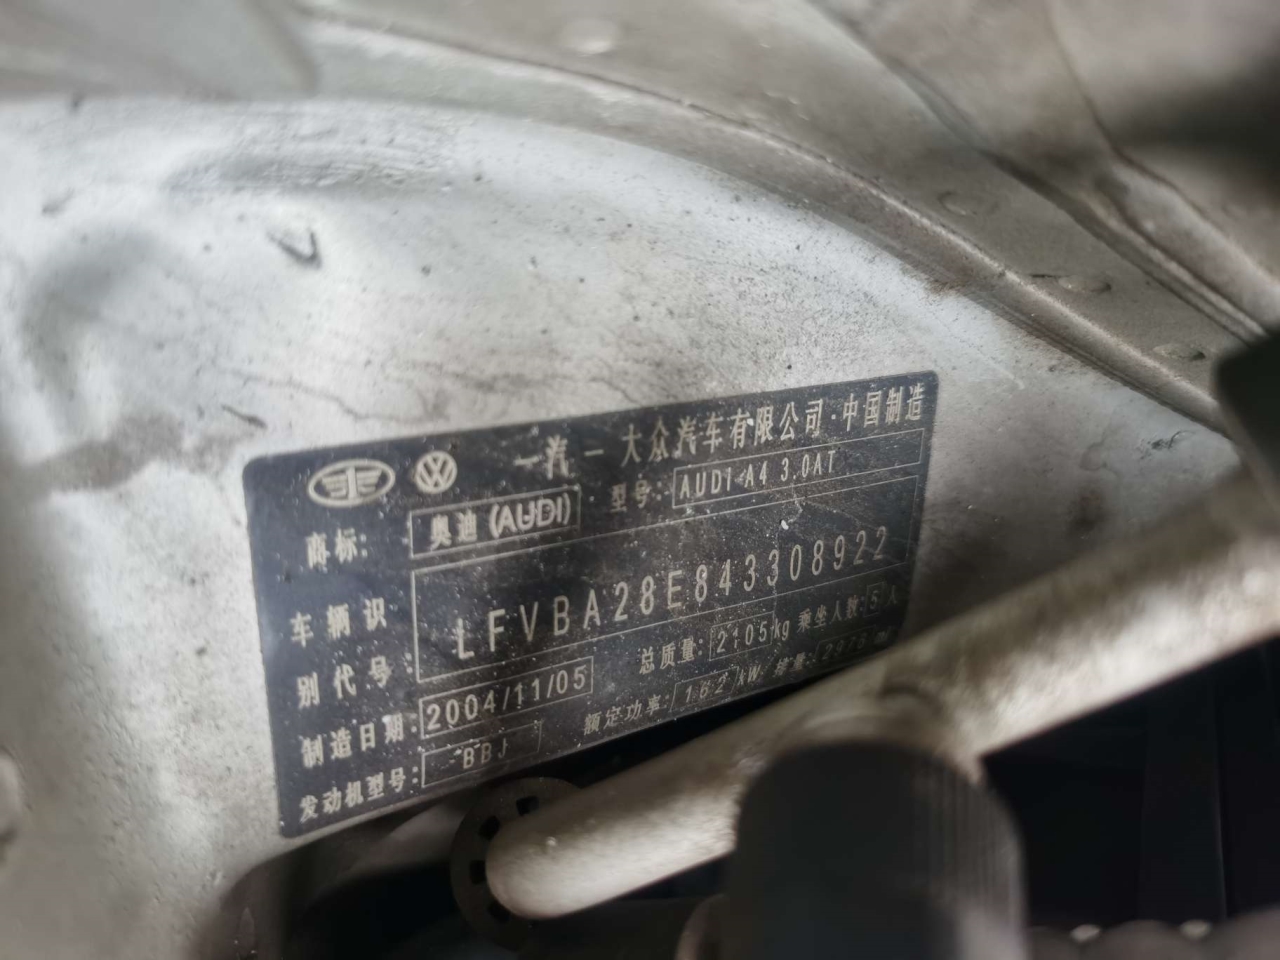 一汽-大众汽车有限公司·中国制造
商标: 奥迪(AUDI) 型号: AUDI A4 3.0AT
车辆识别代号: LFVBA28E843308922
制造日期: 2004/11/05 总质量: 2105kg 乘坐人数: 5人
发动机型号: BBJ 额定功率: 162kW 排量: